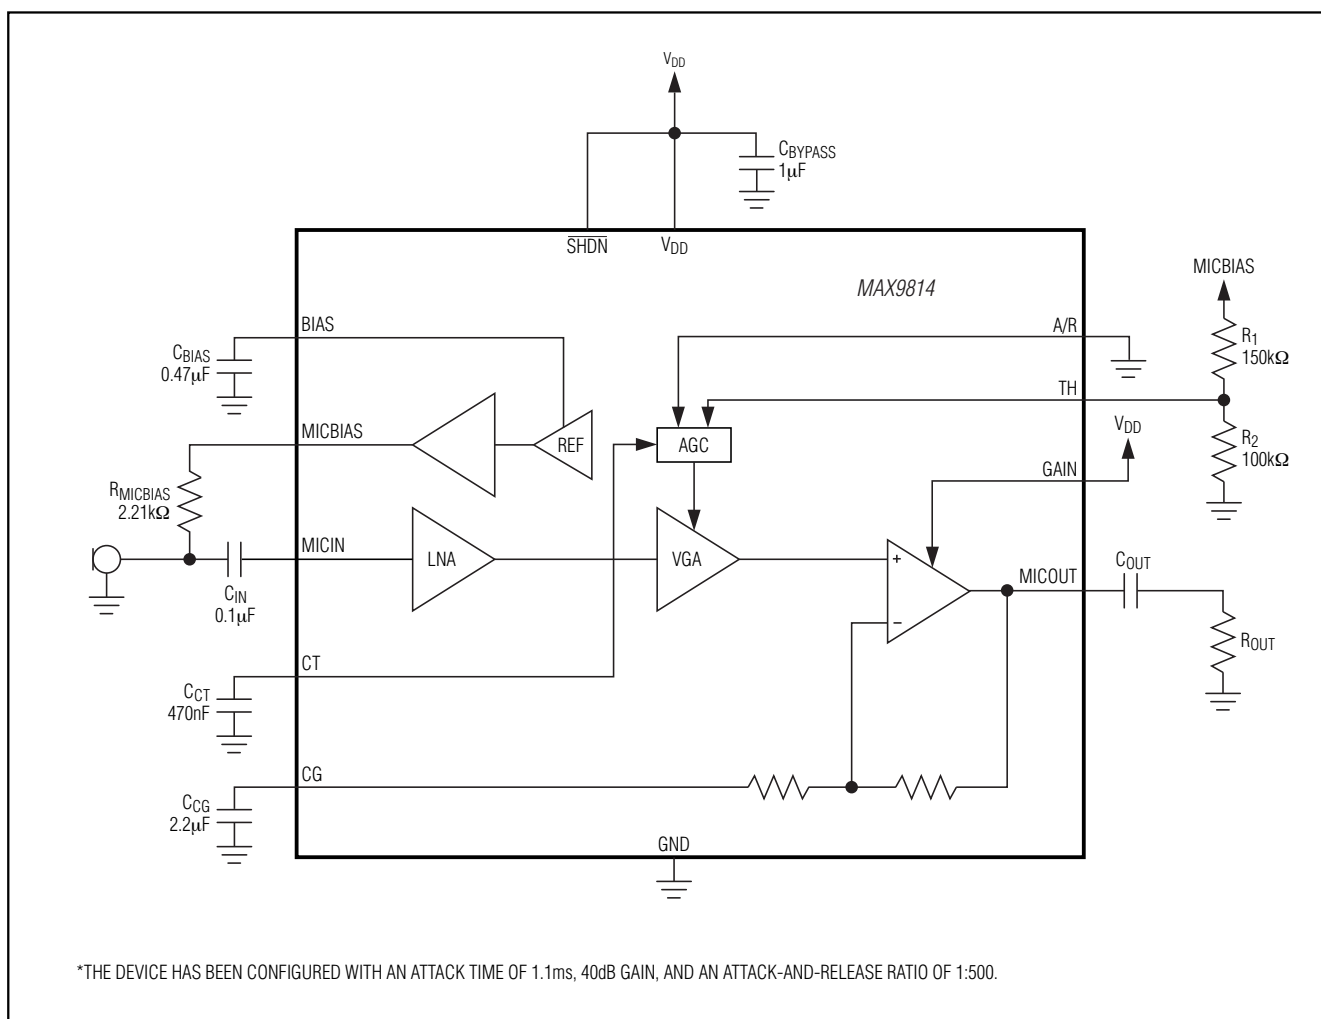 VDD
CBYPASS
1µF
SHDN
VDD
MAX9814
MICBIAS
BIAS
A/R
R1
150kΩ
CBIAS
0.47µF
TH
MICBIAS
REF
AGC
VDD
R2
100kΩ
GAIN
RMICBIAS
2.21kΩ
MICIN
LNA
VGA
+
−
MICOUT
COUT
CIN
0.1µF
ROUT
CT
CCT
470nF
CG
CCG
2.2µF
GND
*THE DEVICE HAS BEEN CONFIGURED WITH AN ATTACK TIME OF 1.1ms, 40dB GAIN, AND AN ATTACK-AND-RELEASE RATIO OF 1:500.